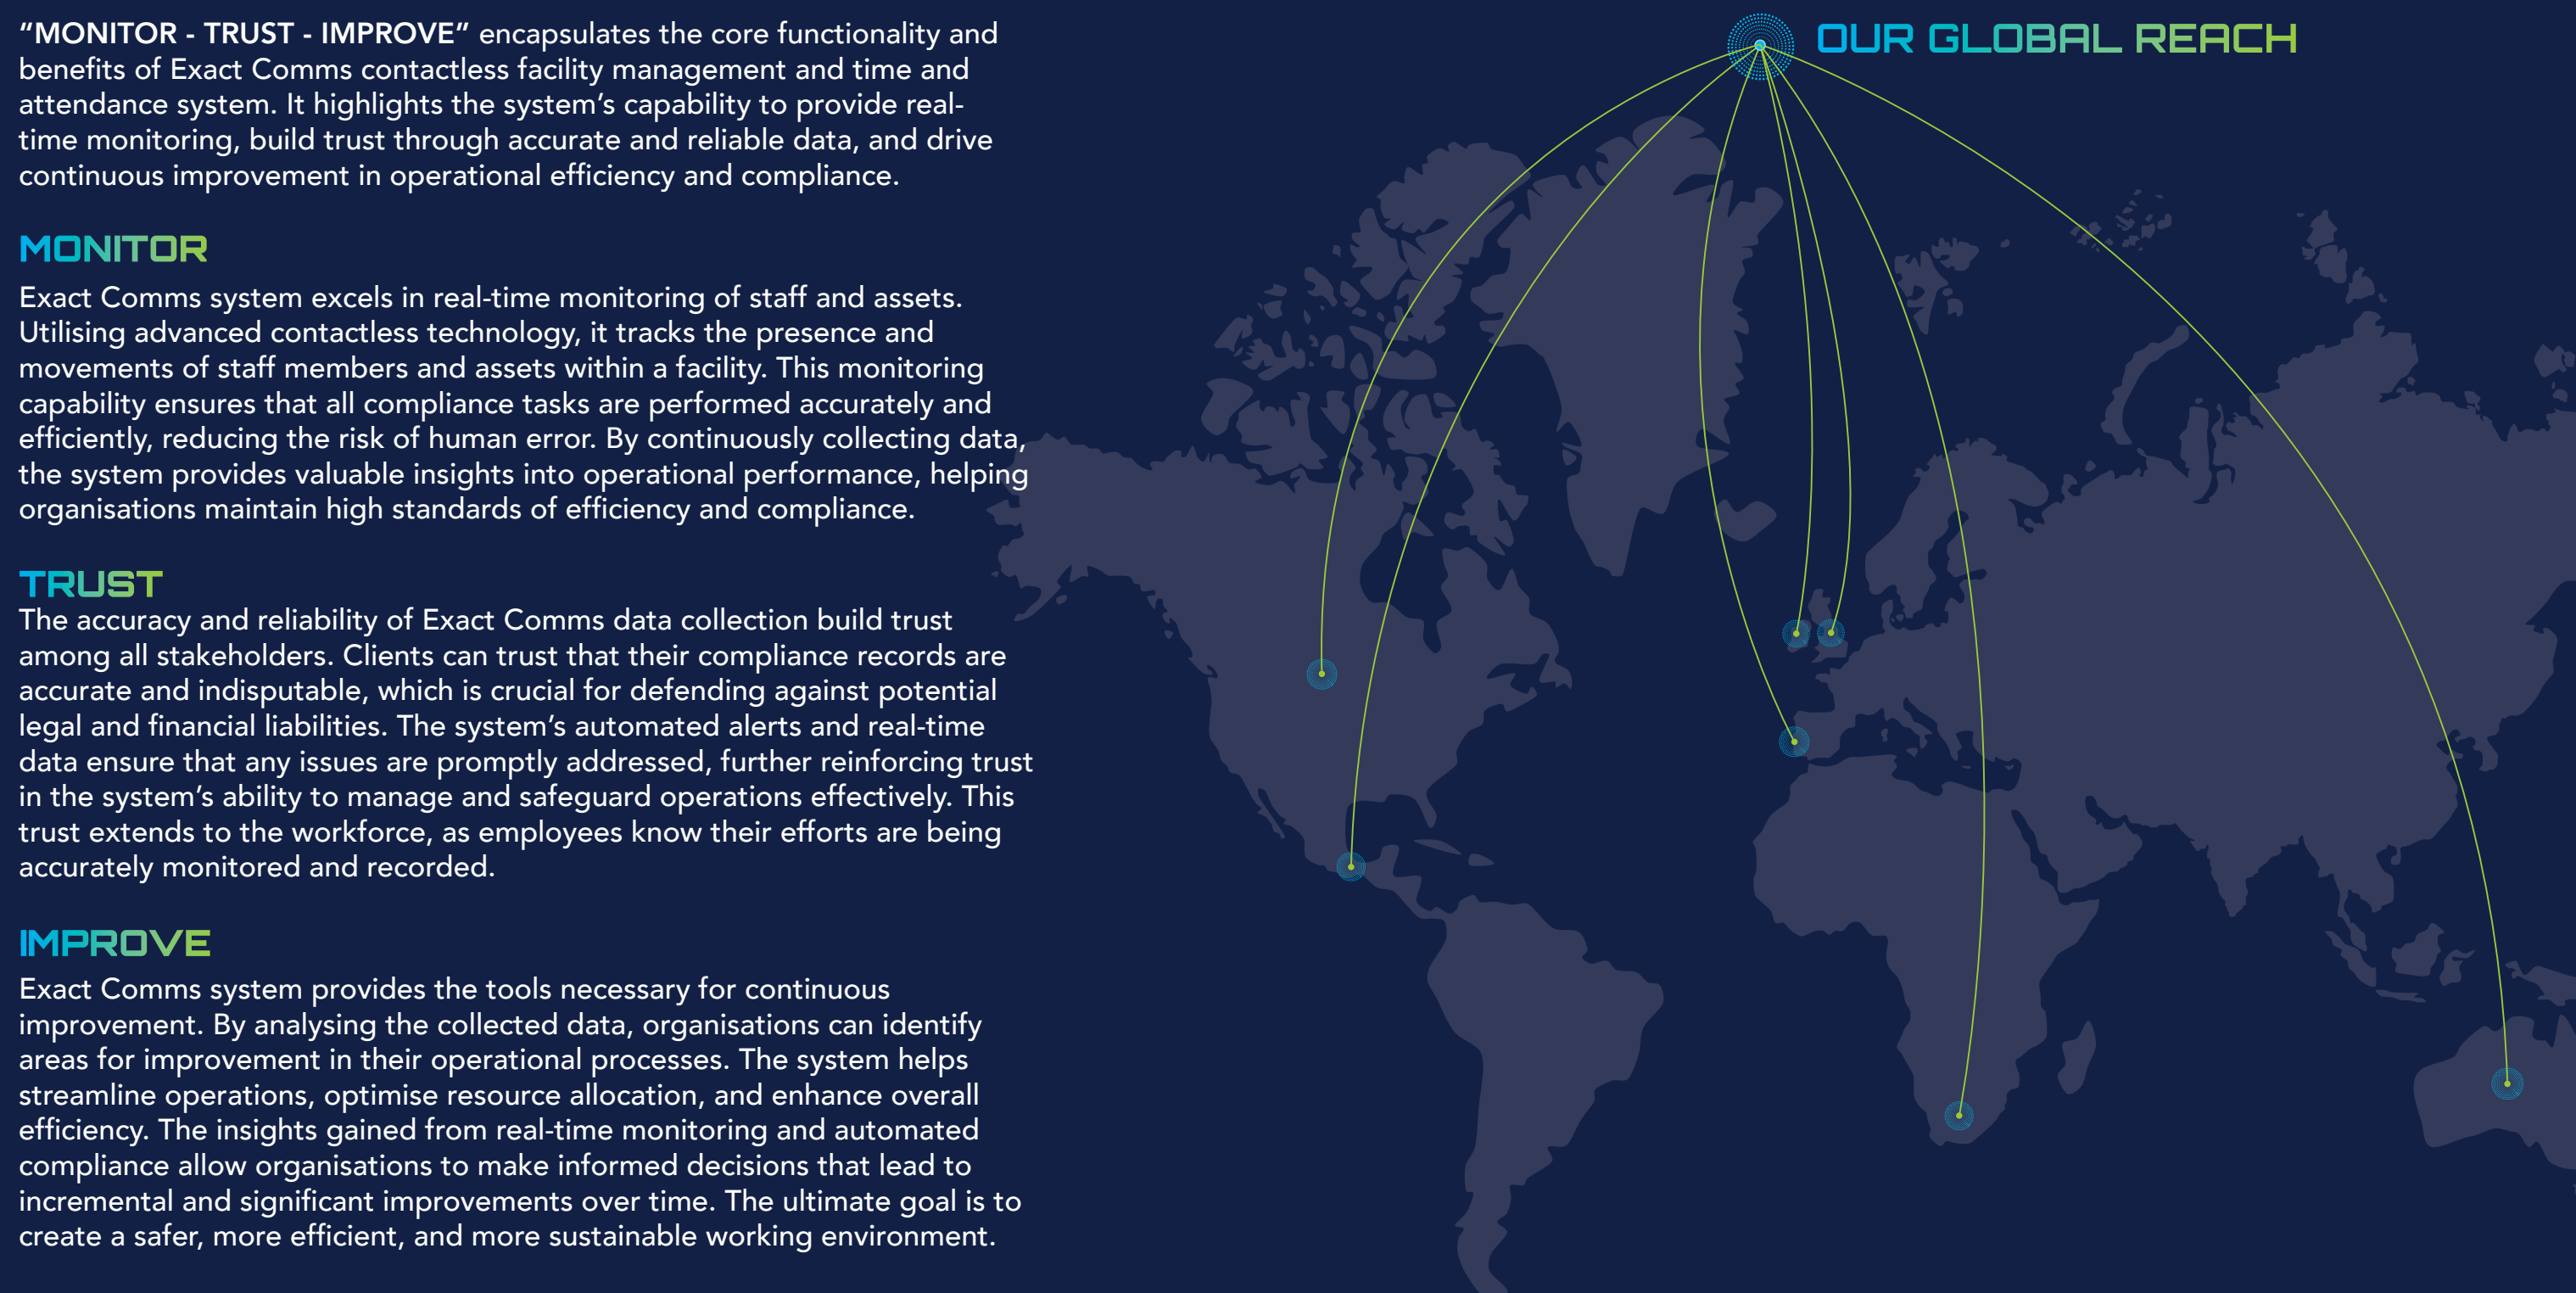 “MONITOR - TRUST - IMPROVE” encapsulates the core functionality and
benefits of Exact Comms contactless facility management and time and
attendance system. It highlights the system’s capability to provide real-
time monitoring, build trust through accurate and reliable data, and drive
continuous improvement in operational efficiency and compliance.
MONITOR
Exact Comms system excels in real-time monitoring of staff and assets.
Utilising advanced contactless technology, it tracks the presence and
movements of staff members and assets within a facility. This monitoring
capability ensures that all compliance tasks are performed accurately and
efficiently, reducing the risk of human error. By continuously collecting data,
the system provides valuable insights into operational performance, helping
organisations maintain high standards of efficiency and compliance.
TRUST
The accuracy and reliability of Exact Comms data collection build trust
among all stakeholders. Clients can trust that their compliance records are
accurate and indisputable, which is crucial for defending against potential
legal and financial liabilities. The system’s automated alerts and real-time
data ensure that any issues are promptly addressed, further reinforcing trust
in the system’s ability to manage and safeguard operations effectively. This
trust extends to the workforce, as employees know their efforts are being
accurately monitored and recorded.
IMPROVE
Exact Comms system provides the tools necessary for continuous
improvement. By analysing the collected data, organisations can identify
areas for improvement in their operational processes. The system helps
streamline operations, optimise resource allocation, and enhance overall
efficiency. The insights gained from real-time monitoring and automated
compliance allow organisations to make informed decisions that lead to
incremental and significant improvements over time. The ultimate goal is to
create a safer, more efficient, and more sustainable working environment.
OUR GLOBAL REACH